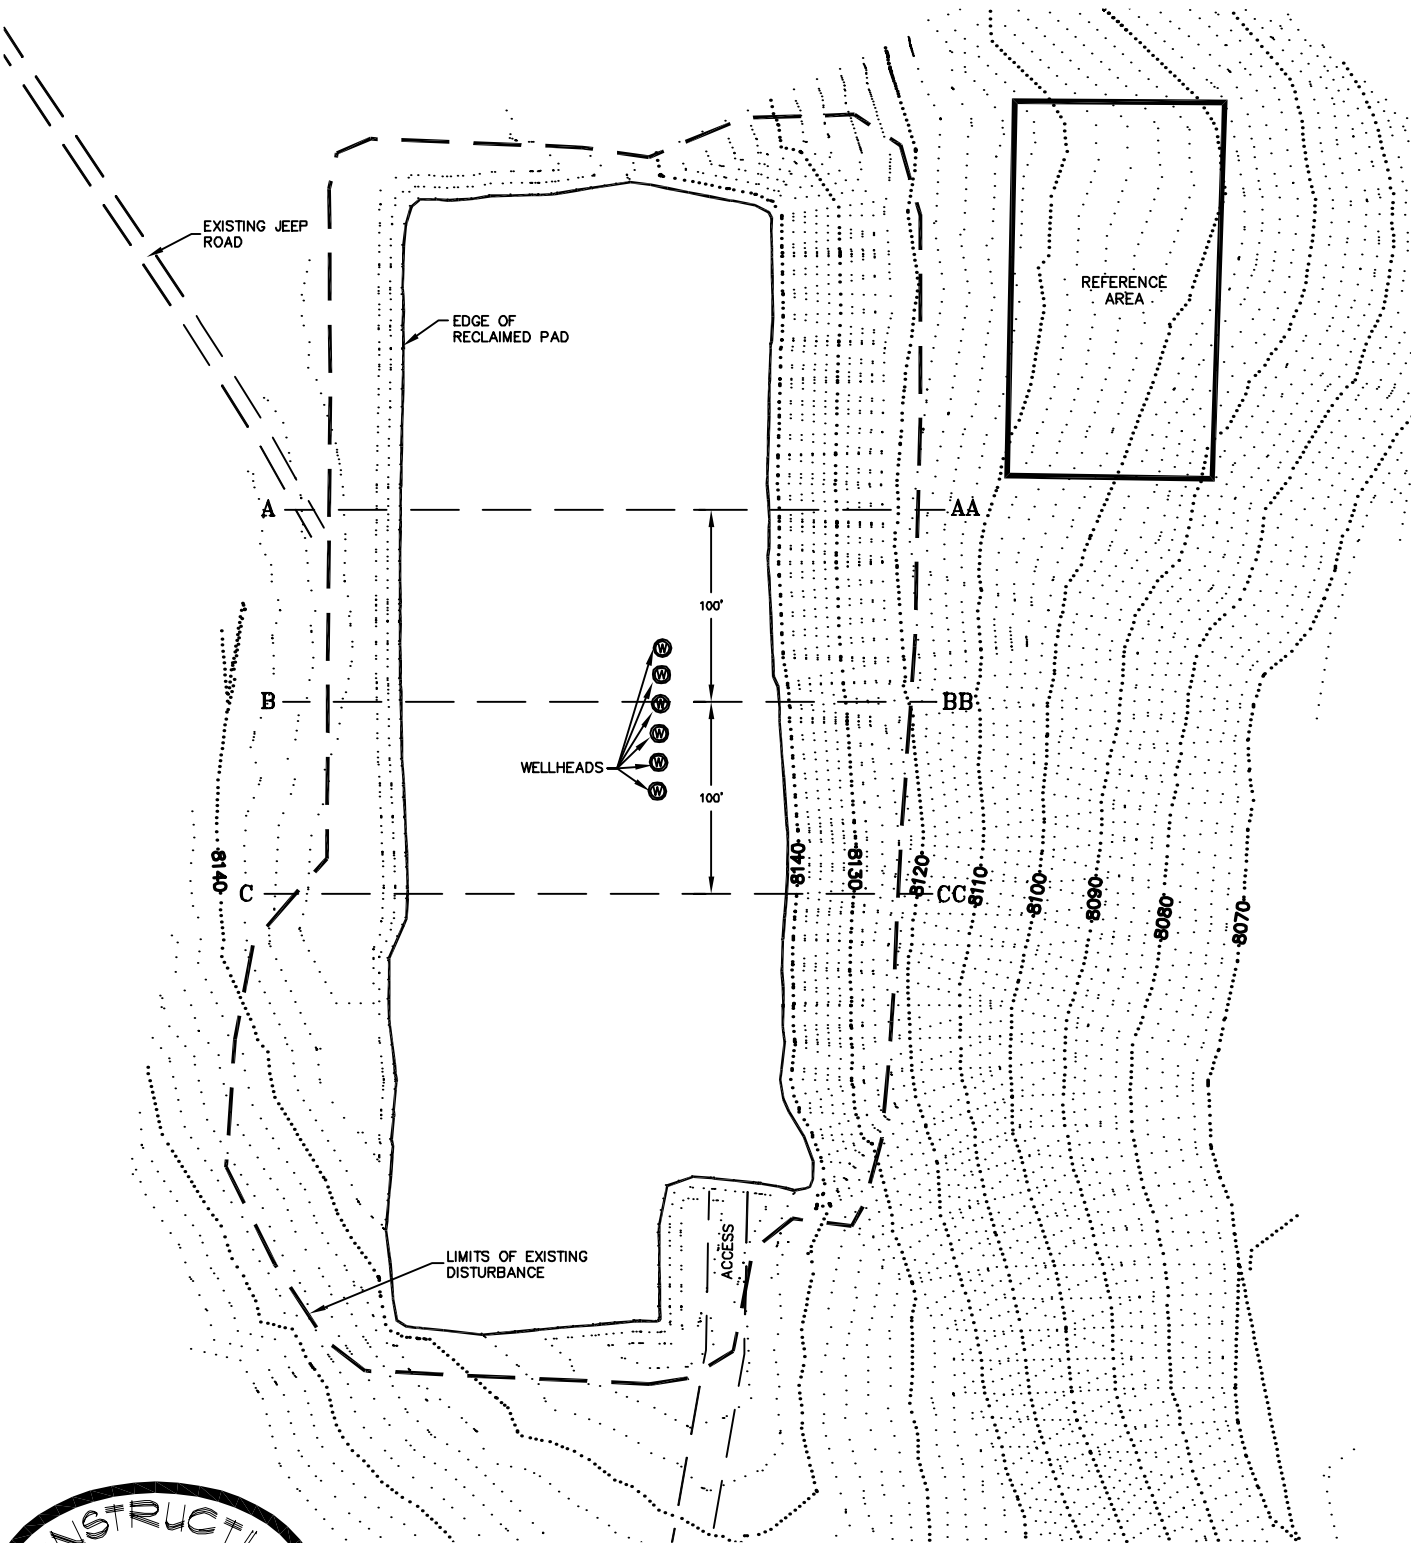 EXISTING JEEP
ROAD
EDGE OF
RECLAIMED PAD
REFERENCE
AREA
A
AA
100'
W
W
B
W
BB
W
WELLHEADS
W
W
100'
8140
8140
8130
8120
8110
8100
8090
8080
8070
C
CC
ACCESS
LIMITS OF EXISTING
DISTURBANCE